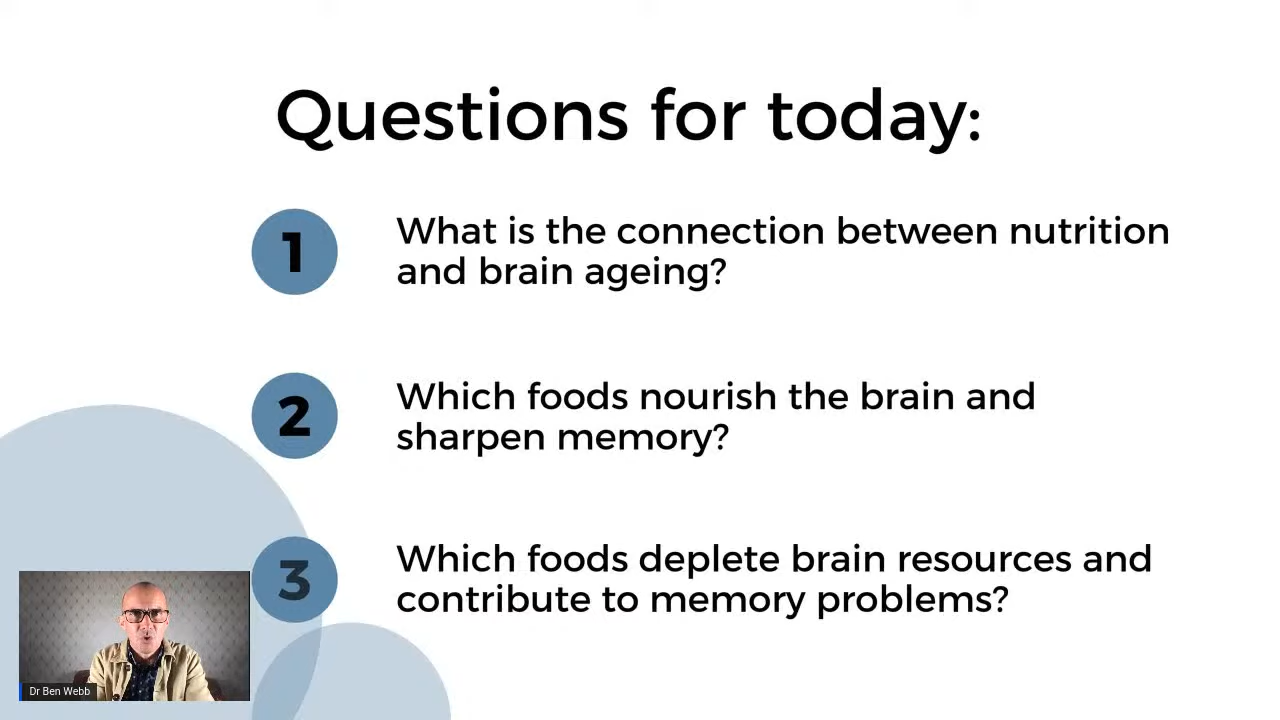 Questions for today:
1
What is the connection between nutrition
and brain ageing?
2
Which foods nourish the brain and
sharpen memory?
3
Which foods deplete brain resources and
contribute to memory problems?
Dr Ben Webb